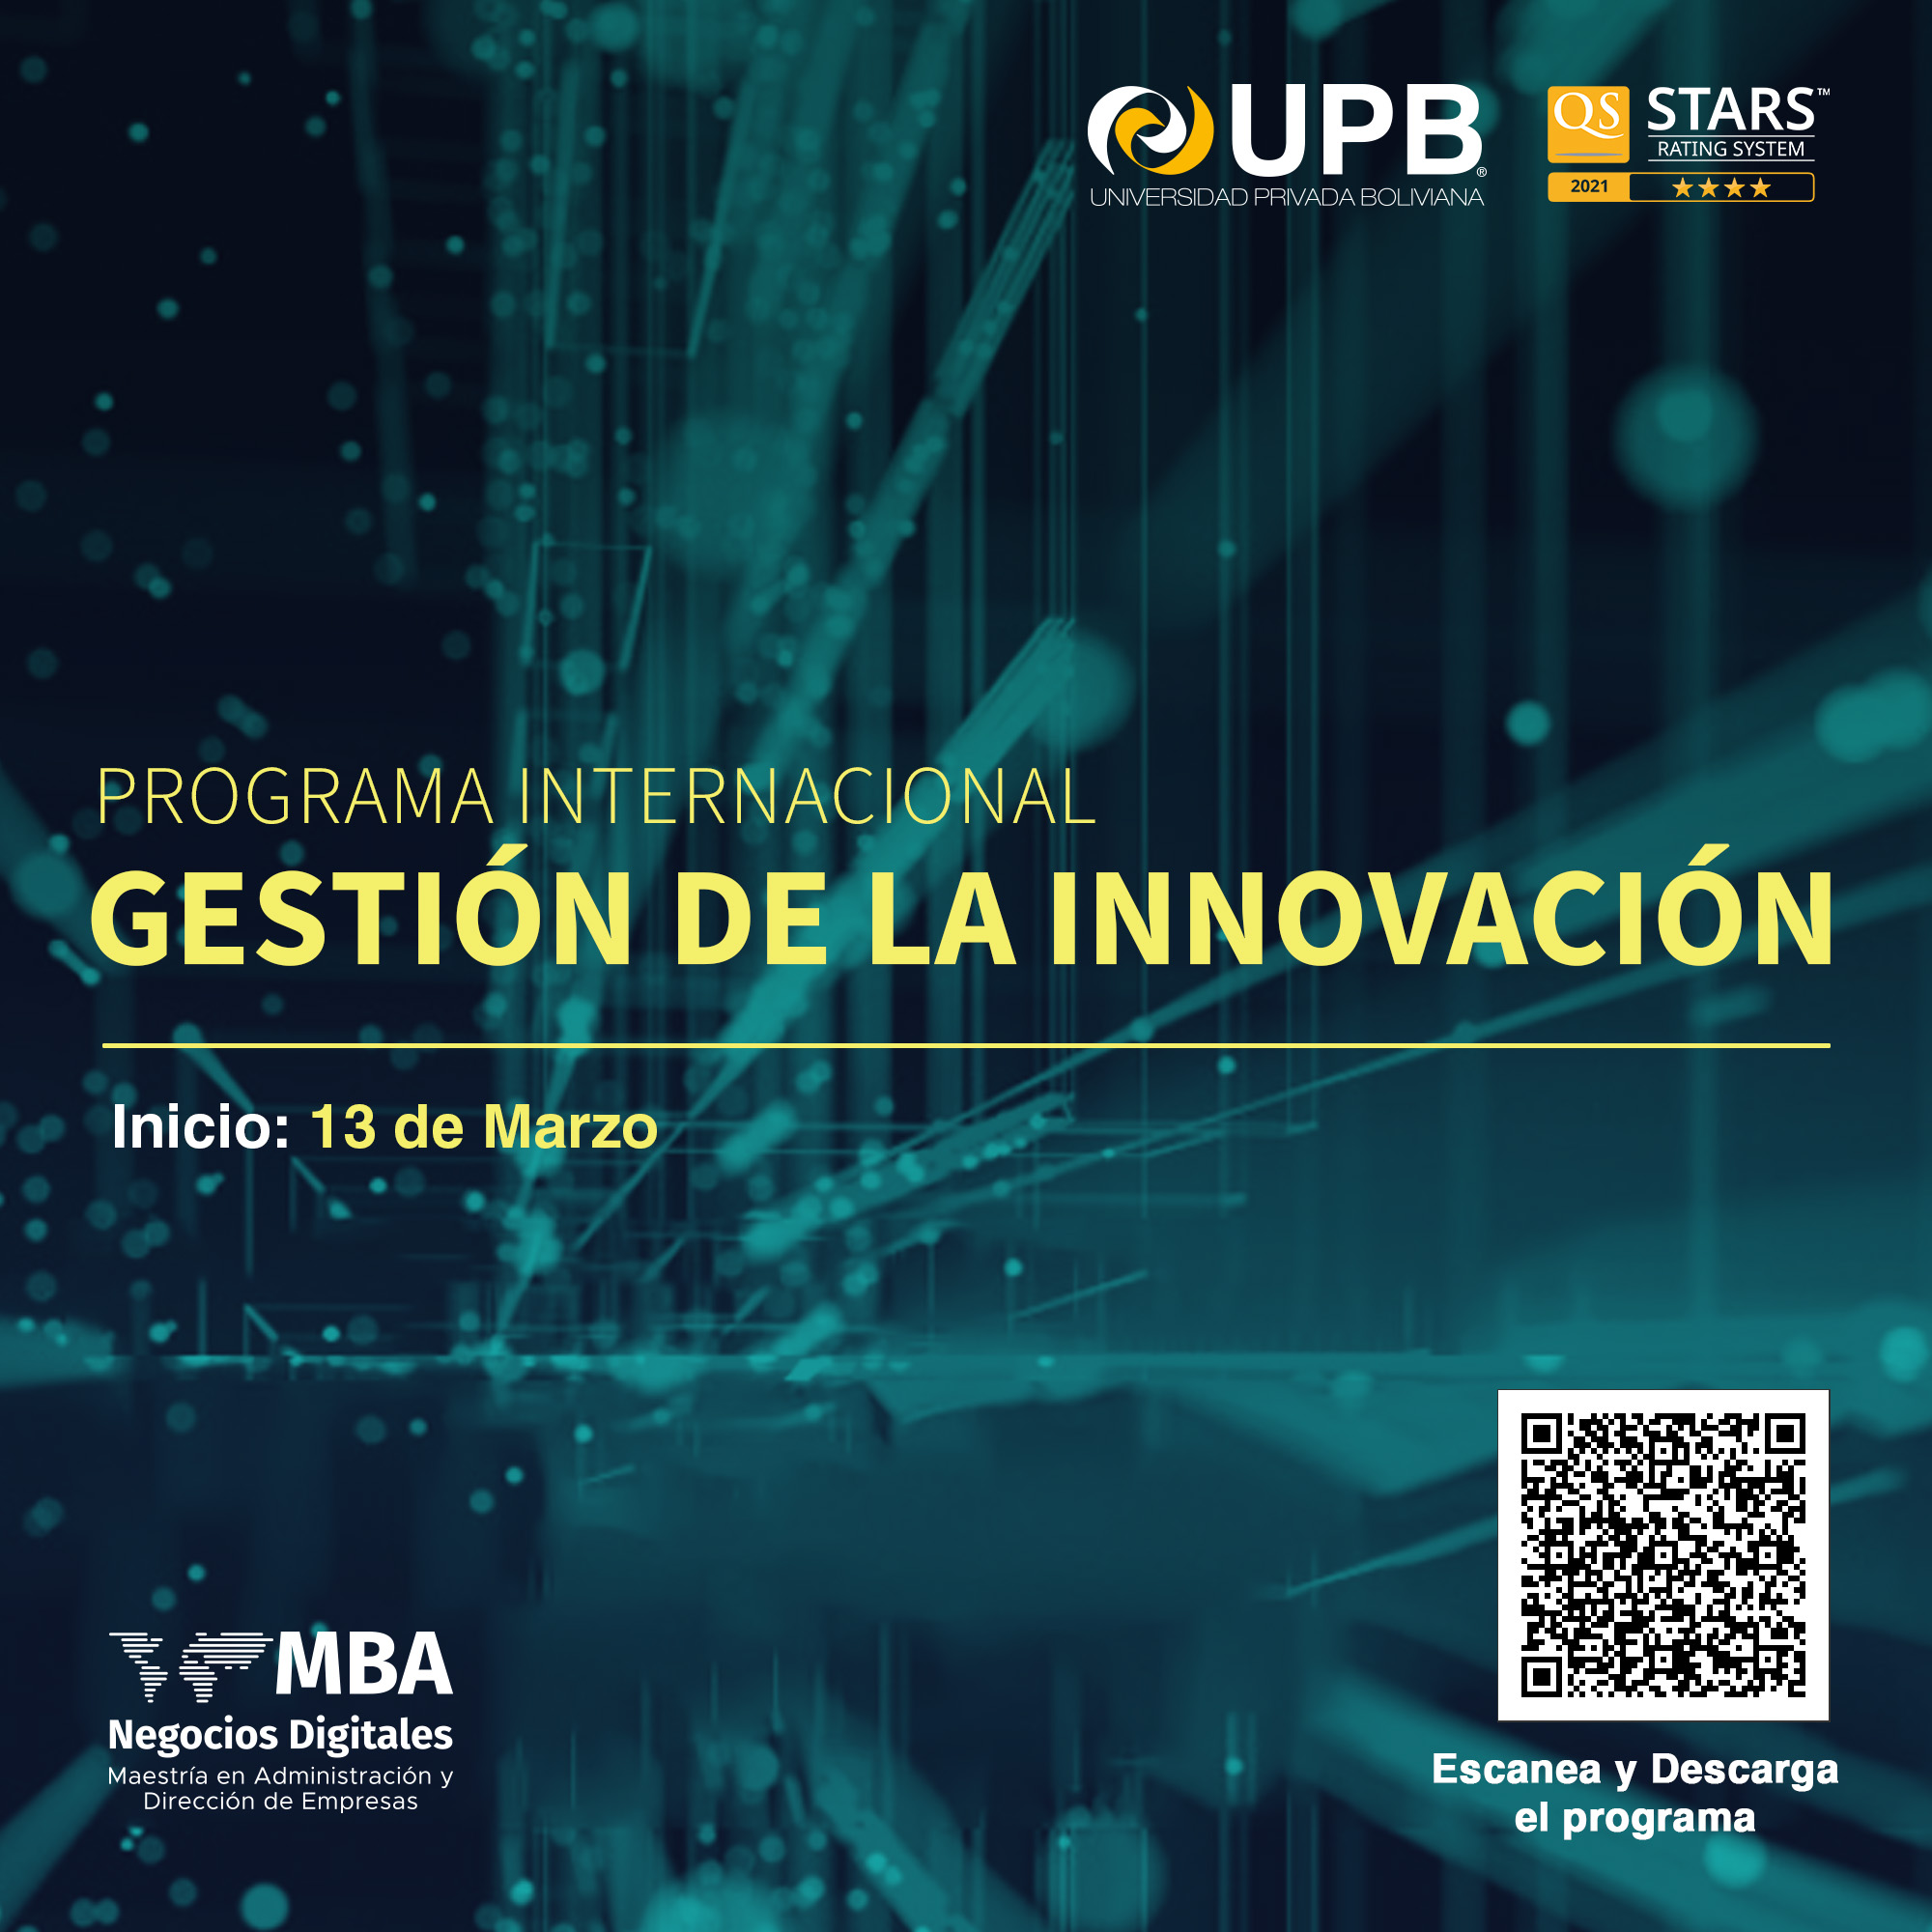 UPB®
UNIVERSIDAD PRIVADA BOLIVIANA
QS STARS™
RATING SYSTEM
2021 ★★★★
PROGRAMA INTERNACIONAL
GESTIÓN DE LA INNOVACIÓN
Inicio: 13 de Marzo
MBA
Negocios Digitales
Maestría en Administración y
Dirección de Empresas
Escanea y Descarga
el programa